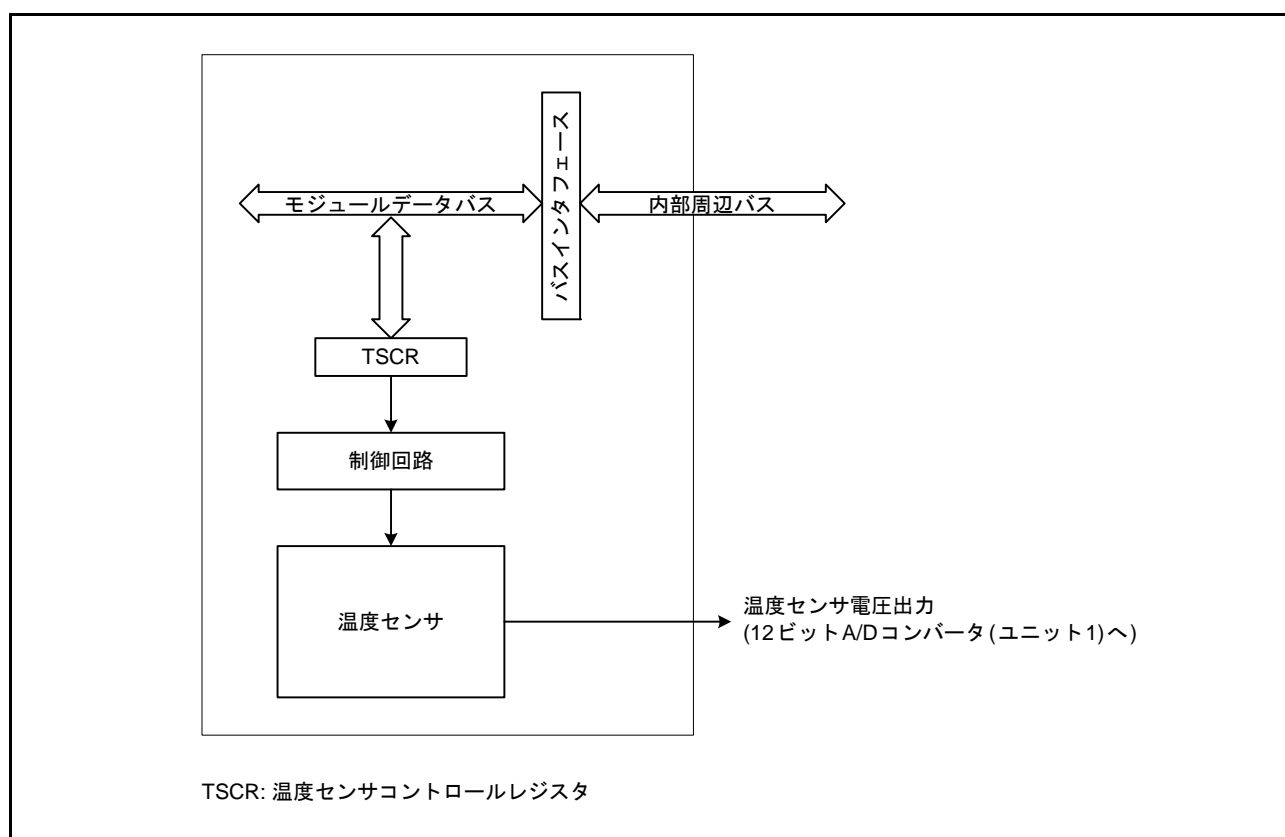 バスインタフェース
モジュールデータバス
内部周辺バス
TSCR
制御回路
温度センサ
温度センサ電圧出力
(12ビットA/Dコンバータ(ユニット1)へ)
TSCR: 温度センサコントロールレジスタ